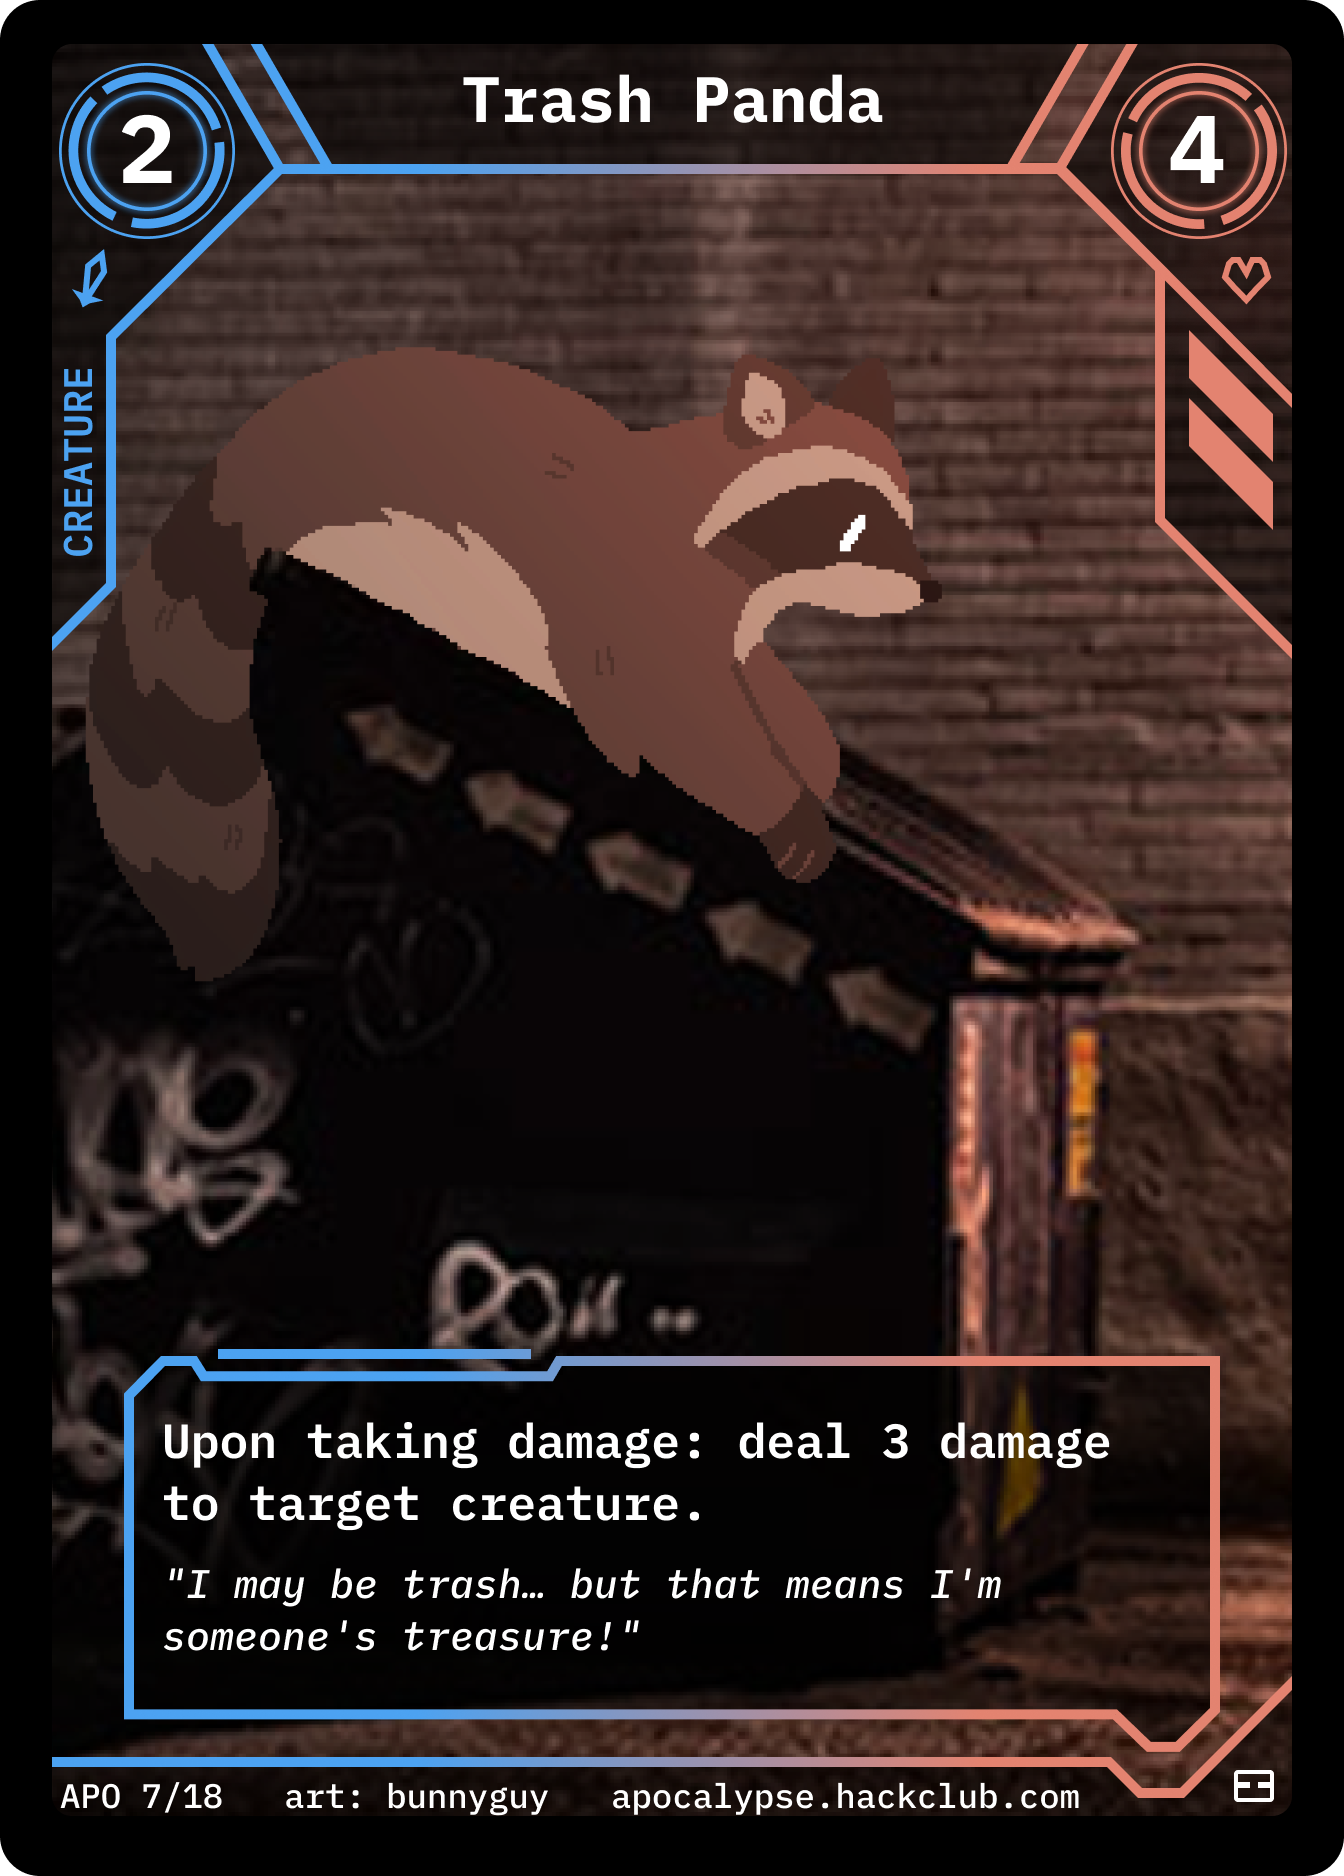 2
Trash Panda
4
CREATURE
Upon taking damage: deal 3 damage
to target creature.
"I may be trash… but that means I'm
someone's treasure!"
APO 7/18 art: bunnyguy apocalypse.hackclub.com